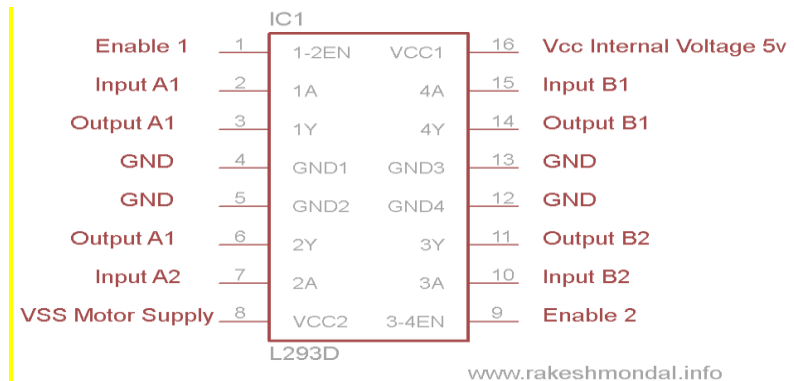 IC1
Enable 1 1 1-2EN VCC1 16 Vcc Internal Voltage 5v
Input A1 2 1A 4A 15 Input B1
Output A1 3 1Y 4Y 14 Output B1
GND 4 GND1 GND3 13 GND
GND 5 GND2 GND4 12 GND
Output A1 6 2Y 3Y 11 Output B2
Input A2 7 2A 3A 10 Input B2
VSS Motor Supply 8 VCC2 3-4EN 9 Enable 2
L293D
www.rakeshmondal.info